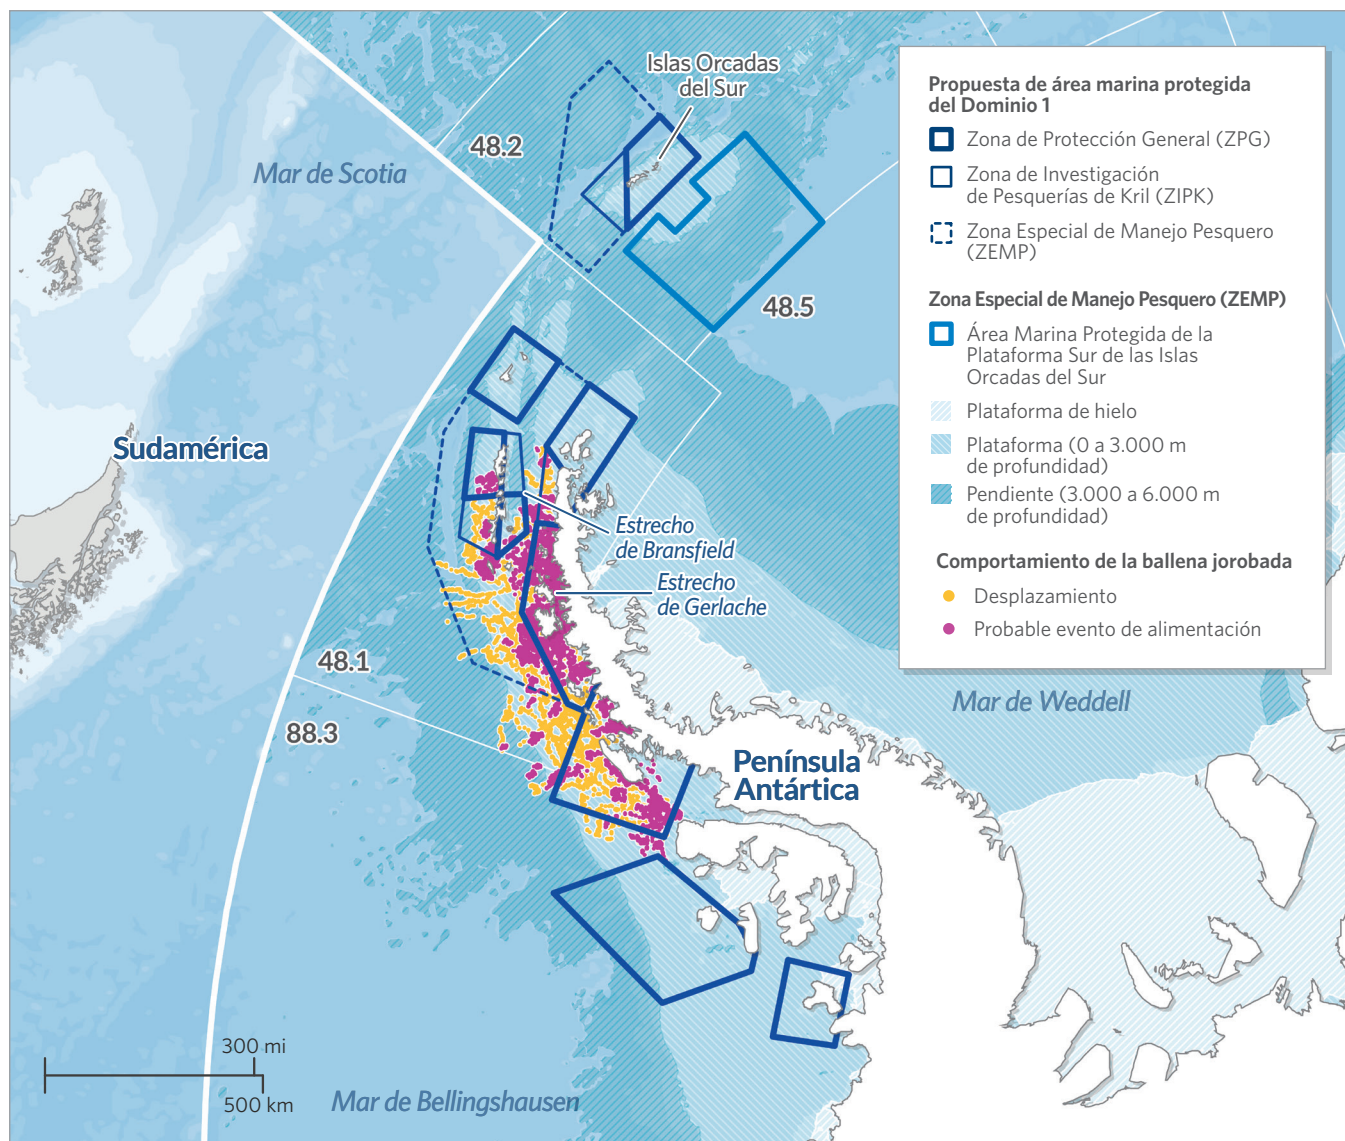 Islas Orcadas
del Sur
48.2
Mar de Scotia
48.5
Sudamérica
Estrecho
de Bransfield
Estrecho
de Gerlache
48.1
88.3
Mar de Weddell
Península
Antártica
300 mi
500 km
Mar de Bellingshausen
Propuesta de área marina protegida
del Dominio 1
Zona de Protección General (ZPG)
Zona de Investigación
de Pesquerías de Kril (ZIPK)
Zona Especial de Manejo Pesquero
(ZEMP)
Zona Especial de Manejo Pesquero (ZEMP)
Área Marina Protegida de la
Plataforma Sur de las Islas
Orcadas del Sur
Plataforma de hielo
Plataforma (0 a 3.000 m
de profundidad)
Pendiente (3.000 a 6.000 m
de profundidad)
Comportamiento de la ballena jorobada
Desplazamiento
Probable evento de alimentación